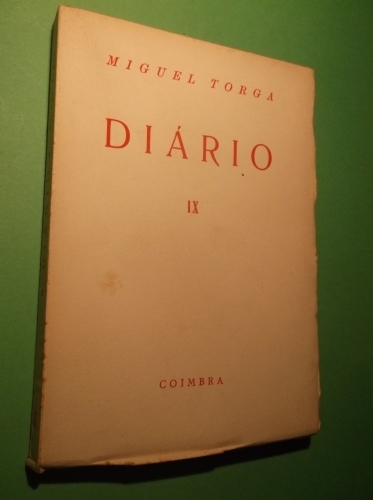 MIGUEL TORGA
DIÁRIO
IX
COIMBRA